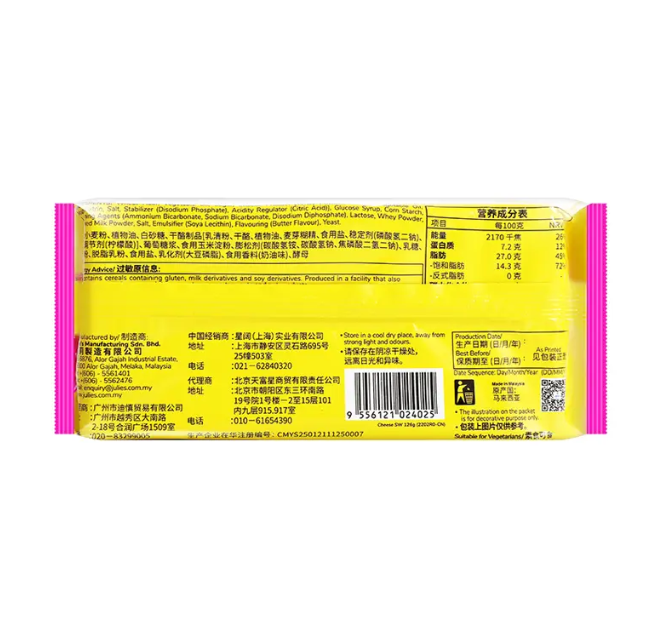 Salt, Stabilizer (Disodium Phosphate), Acidity Regulator (Citric Acid), Glucose Syrup, Corn Starch,
Agents (Ammonium Bicarbonate, Sodium Bicarbonate, Disodium Diphosphate), Lactose, Whey Powder,
Milk Powder, Salt, Emulsifier (Soya Lecithin), Flavouring (Butter Flavour), Yeast.
小麦粉、植物油、白砂糖、干酪制品(乳清粉、干酪、植物油、麦芽糊精、食用盐、稳定剂(磷酸氢二钠)、
节剂(柠檬酸))、葡萄糖浆、食用玉米淀粉、膨松剂(碳酸氢铵、碳酸氢钠、焦磷酸二氢二钠)、乳糖、
脱脂乳粉、食用盐、乳化剂(大豆磷脂)、食用香料(奶油味)、酵母
Advice/ 过敏原信息:
cereals containing gluten, milk derivatives and soy derivatives. Produced in a facility that also
营养成分表
项目 每100克
能量 2170 千焦
蛋白质 7.2 克
脂肪 27.0 克
-饱和脂肪 14.3 克
-反式脂肪 0 克
by/ 制造商:
Manufacturing Sdn. Bhd.
製造有限公司
Alor Gajah Industrial Estate,
Alor Gajah, Melaka, Malaysia
(606) - 5561401
(606) - 5562476
:广州市迪慎贸易有限公司
:广州市越秀区大南路
2-18号合润广场1509室
:020-83299005
中国经销商 :星阔(上海)实业有限公司
地址 :上海市静安区灵石路695号
25幢503室
电话 :021-62840320
代理商 :北京天富星商贸有限责任公司
地址 :北京市朝阳区东三环南路
19号院1号楼-2至15层101
内九层915.917室
电话 :010-61654390
生产企业在华注册编号:CMYS25012111250007
• Store in a cool dry place, away from
strong light and odours.
• 请保存在阴凉干燥处,
远离日光和异味。
9 556121 024025
Cheese SW 126g (2202R0-CN)
Production Date/
生产日期 (日/月/年) :
Best Before/
保质期至 (日/月/年) :
As Printed
见包装正
Date Sequence: Day/Month/Year
Made in Malaysia
原产国:
马来西亚
• The illustration on the packet
is for decorative purpose only.
• 包装上图片仅供参考。
Suitable for Vegetarians/ 素食